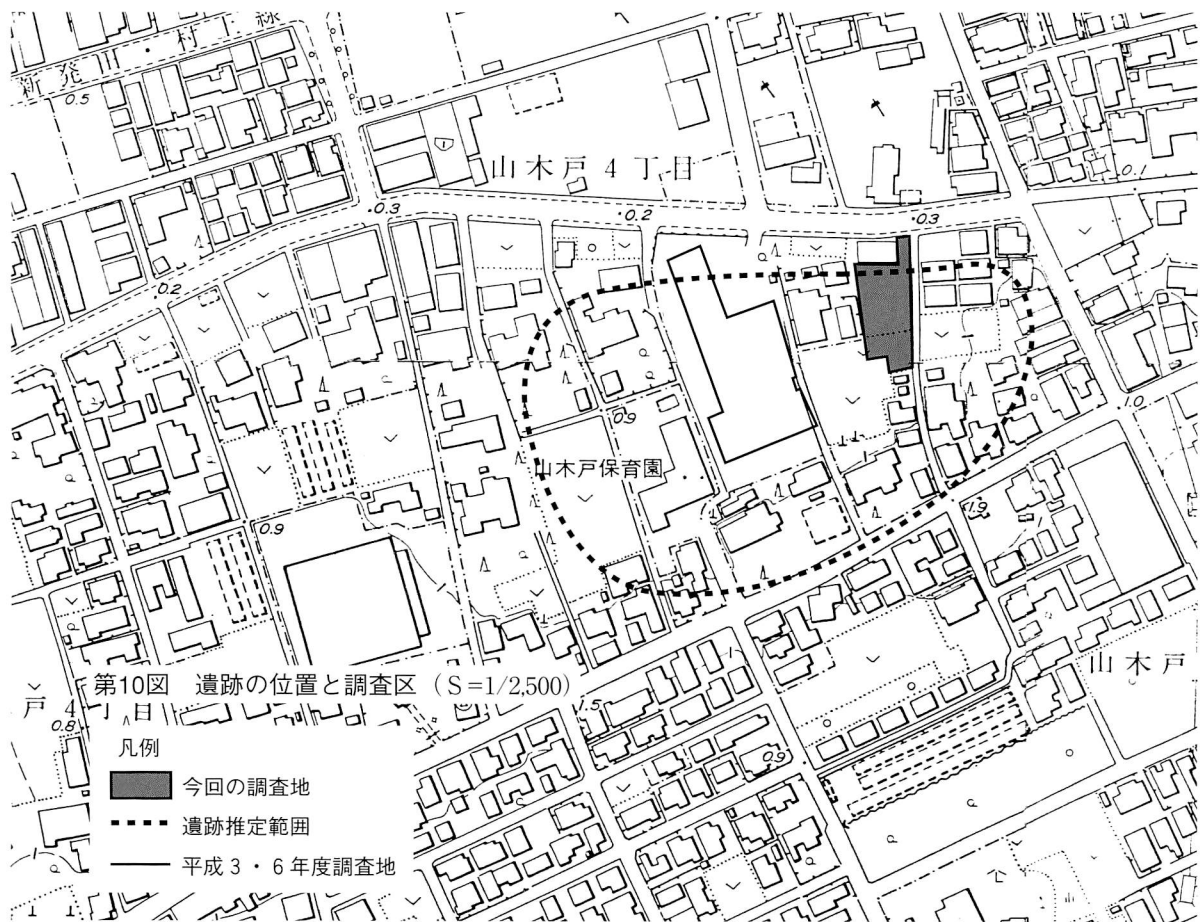 新発田村線
0.5
山木戸4丁目
0.1
0.3
0.2
0.3
0.2
0.9
山木戸保育園
1.0
1.9
0.9
山木戸
第10図 遺跡の位置と調査区(S=1/2,500)
戸4丁目
0.8
1.5
0.9
凡例
今回の調査地
遺跡推定範囲
平成3・6年度調査地